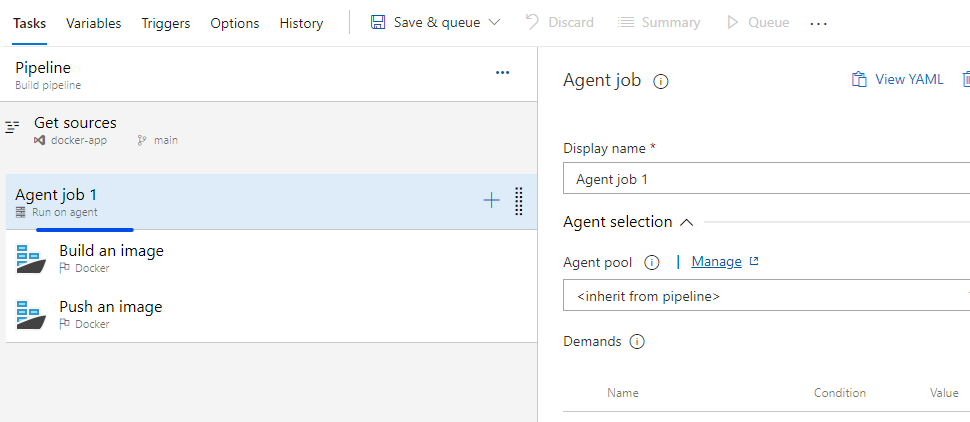 Tasks Variables Triggers Options History Save & queue Discard Summary Queue ...
Pipeline
Build pipeline
Get sources
docker-app main
Agent job 1
Run on agent
Build an image
Docker
Push an image
Docker
Agent job View YAML
Display name *
Agent job 1
Agent selection
Agent pool | Manage
<inherit from pipeline>
Demands
Name Condition Value